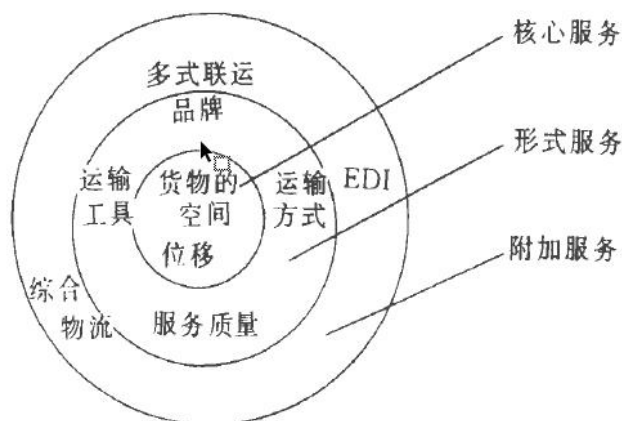 核心服务
多式联运
品牌
形式服务
运输
工具
货物的
空间
位移
运输
方式
EDI
附加服务
综合
物流
服务质量